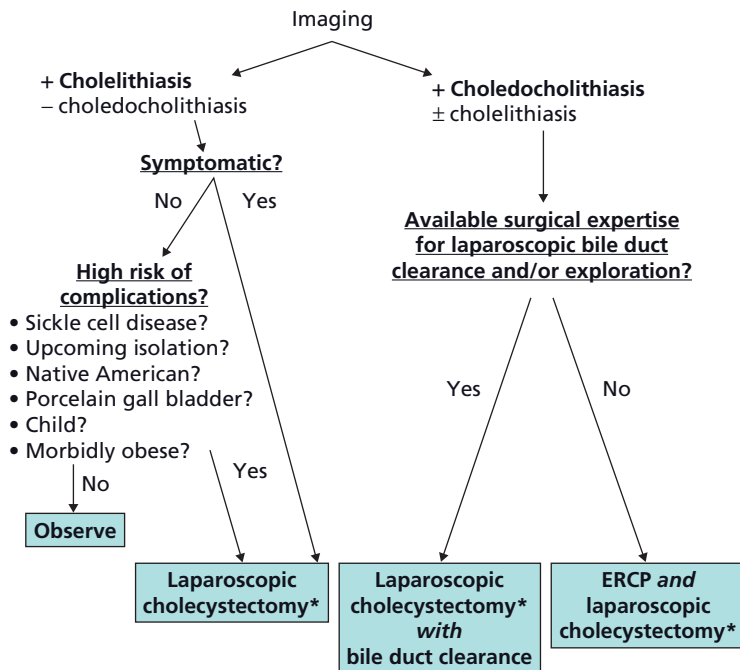 Imaging
+ Cholelithiasis
− choledocholithiasis
+ Choledocholithiasis
± cholelithiasis
Symptomatic?
No
Yes
High risk of
complications?
• Sickle cell disease?
• Upcoming isolation?
• Native American?
• Porcelain gall bladder?
• Child?
• Morbidly obese?
No
Yes
Observe
Laparoscopic
cholecystectomy*
Available surgical expertise
for laparoscopic bile duct
clearance and/or exploration?
Yes
No
Laparoscopic
cholecystectomy*
with
bile duct clearance
ERCP and
laparoscopic
cholecystectomy*